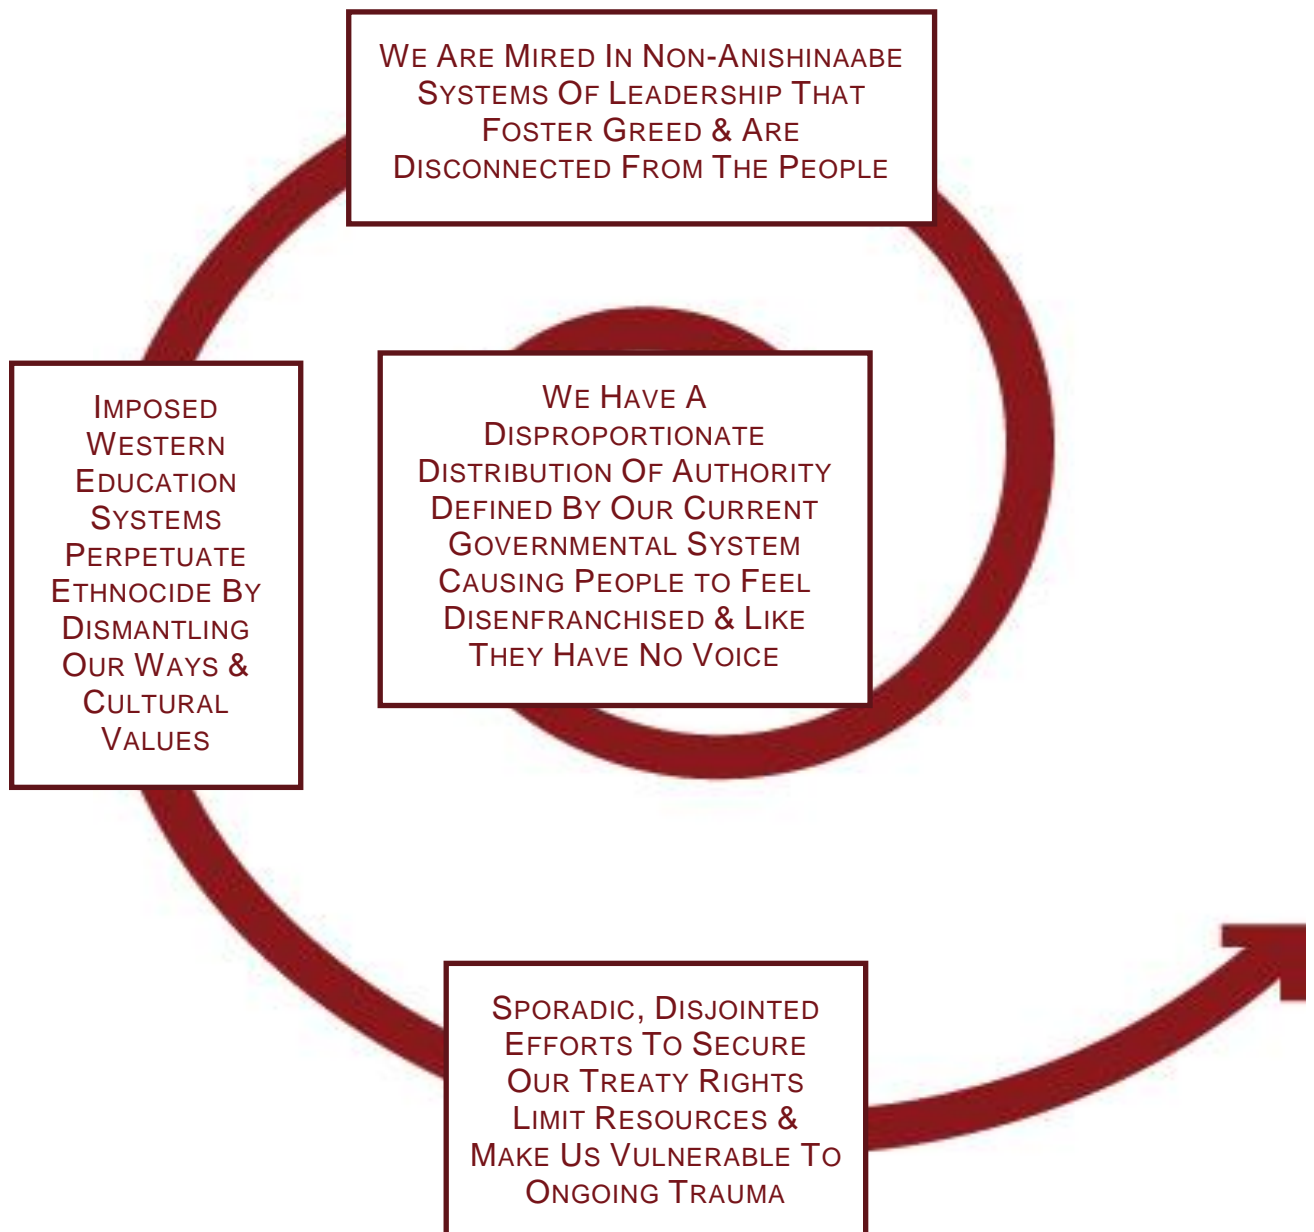 We Are Mired In Non-Anishinaabe
Systems Of Leadership That
Foster Greed & Are
Disconnected From The People
Imposed
Western
Education
Systems
Perpetuate
Ethnocide By
Dismantling
Our Ways &
Cultural
Values
We Have A
Disproportionate
Distribution Of Authority
Defined By Our Current
Governmental System
Causing People to Feel
Disenfranchised & Like
They Have No Voice
Sporadic, Disjointed
Efforts To Secure
Our Treaty Rights
Limit Resources &
Make Us Vulnerable To
Ongoing Trauma